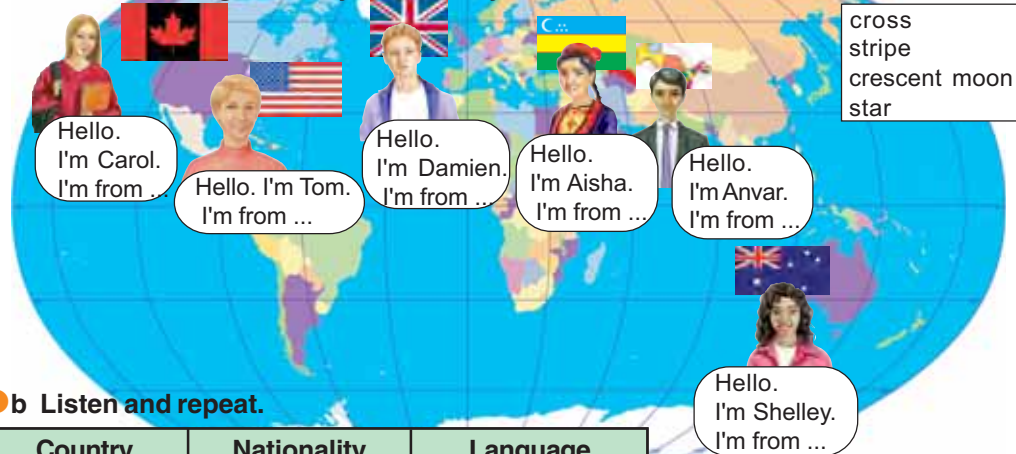 cross
stripe
crescent moon
star
Hello.
I'm Carol.
I'm from ...
Hello. I'm Tom.
I'm from ...
Hello.
I'm Damien.
I'm from ...
Hello.
I'm Aisha.
I'm from ...
Hello.
I'm Anvar.
I'm from ...
Hello.
I'm Shelley.
I'm from ...
b Listen and repeat.
Country Nationality Language